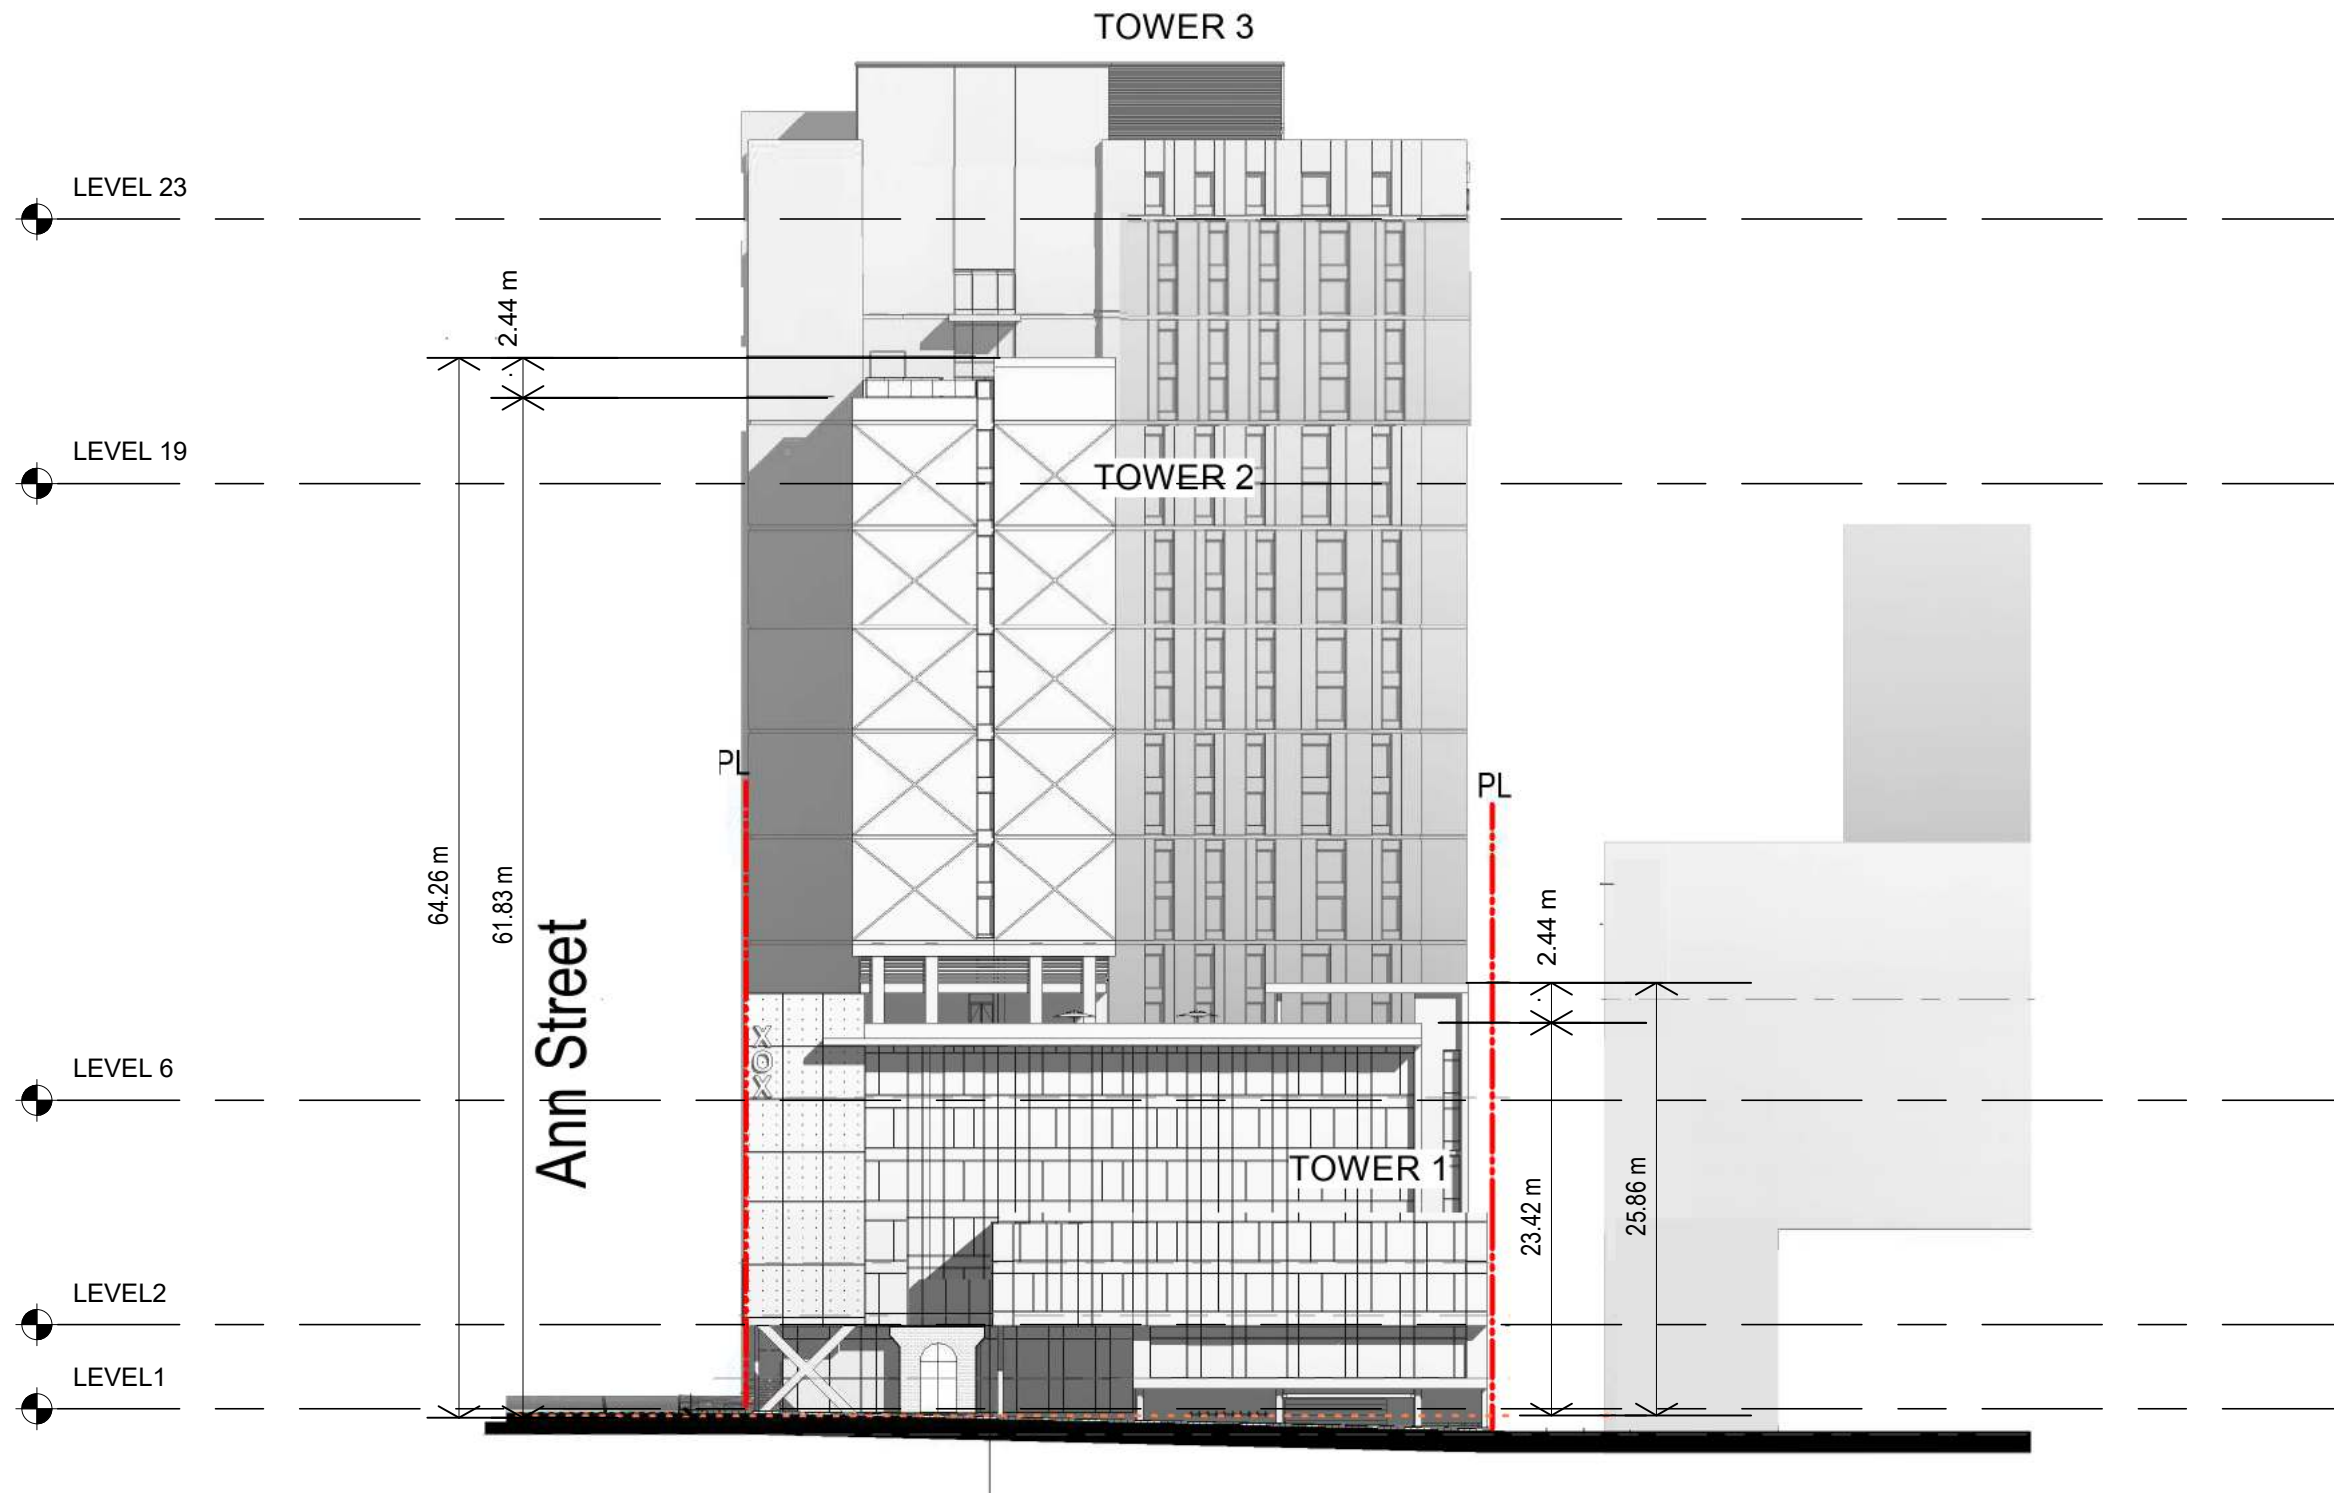 TOWER 3
LEVEL 23
2.44 m
LEVEL 19
TOWER 2
PL
PL
64.26 m
61.83 m
Ann Street
2.44 m
XOX
LEVEL 6
TOWER 1
23.42 m
25.86 m
LEVEL2
LEVEL1